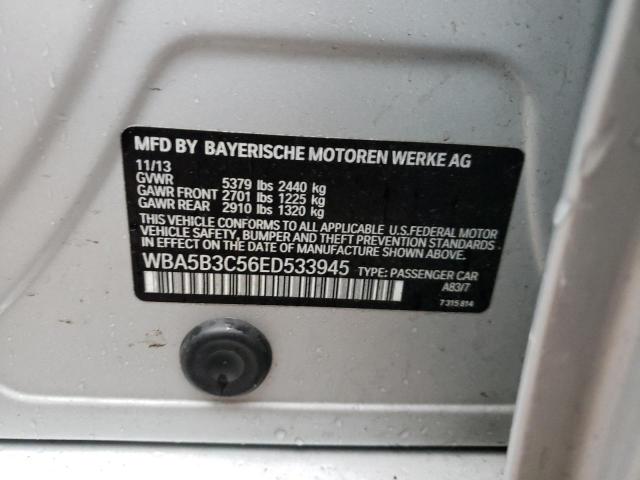 MFD BY BAYERISCHE MOTOREN WERKE AG
11/13
GVWR 5379 lbs 2440 kg
GAWR FRONT 2701 lbs 1225 kg
GAWR REAR 2910 lbs 1320 kg
THIS VEHICLE CONFORMS TO ALL APPLICABLE U.S.FEDERAL MOTOR
VEHICLE SAFETY, BUMPER AND THEFT PREVENTION STANDARDS
IN EFFECT ON THE DATE OF MANUFACTURE SHOWN ABOVE.
WBA5B3C56ED533945 TYPE: PASSENGER CAR
A83/7
7 315 814